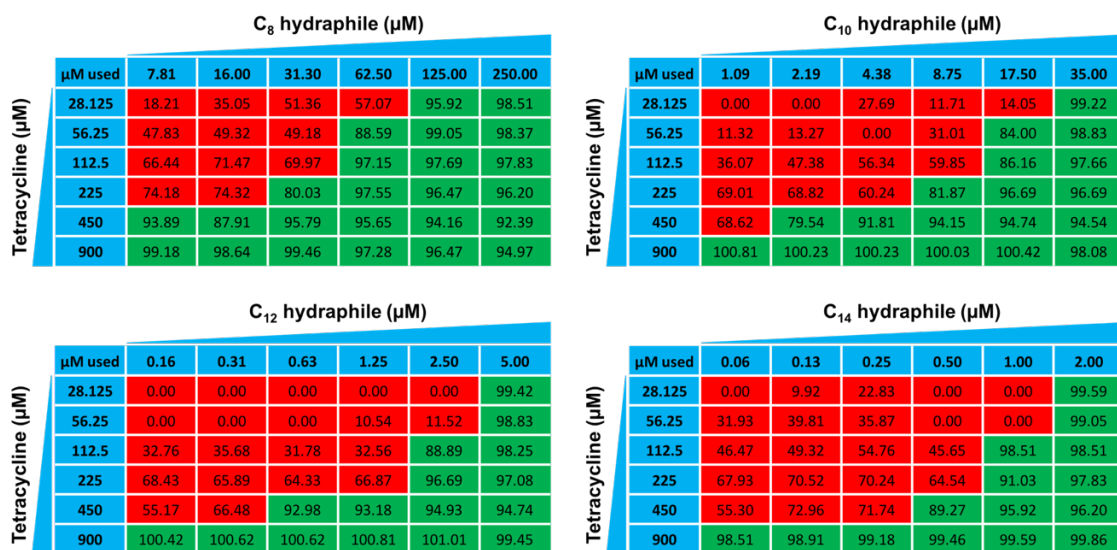 C₈ hydraphile (µM)
Tetracycline (µM)
µM used 7.81 16.00 31.30 62.50 125.00 250.00
28.125 18.21 35.05 51.36 57.07 95.92 98.51
56.25 47.83 49.32 49.18 88.59 99.05 98.37
112.5 66.44 71.47 69.97 97.15 97.69 97.83
225 74.18 74.32 80.03 97.55 96.47 96.20
450 93.89 87.91 95.79 95.65 94.16 92.39
900 99.18 98.64 99.46 97.28 96.47 94.97
C₁₀ hydraphile (µM)
Tetracycline (µM)
µM used 1.09 2.19 4.38 8.75 17.50 35.00
28.125 0.00 0.00 27.69 11.71 14.05 99.22
56.25 11.32 13.27 0.00 31.01 84.00 98.83
112.5 36.07 47.38 56.34 59.85 86.16 97.66
225 69.01 68.82 60.24 81.87 96.69 96.69
450 68.62 79.54 91.81 94.15 94.74 94.54
900 100.81 100.23 100.23 100.03 100.42 98.08
C₁₂ hydraphile (µM)
Tetracycline (µM)
µM used 0.16 0.31 0.63 1.25 2.50 5.00
28.125 0.00 0.00 0.00 0.00 0.00 99.42
56.25 0.00 0.00 0.00 10.54 11.52 98.83
112.5 32.76 35.68 31.78 32.56 88.89 98.25
225 68.43 65.89 64.33 66.87 96.69 97.08
450 55.17 66.48 92.98 93.18 94.93 94.74
900 100.42 100.62 100.62 100.81 101.01 99.45
C₁₄ hydraphile (µM)
Tetracycline (µM)
µM used 0.06 0.13 0.25 0.50 1.00 2.00
28.125 0.00 9.92 22.83 0.00 0.00 99.59
56.25 31.93 39.81 35.87 0.00 0.00 99.05
112.5 46.47 49.32 54.76 45.65 98.51 98.51
225 67.93 70.52 70.24 64.54 91.03 97.83
450 55.30 72.96 71.74 89.27 95.92 96.20
900 98.51 98.91 99.18 99.46 99.59 99.86